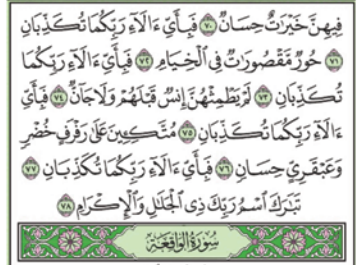 فِيهِنَّ خَيْرَٰتٌ حِسَانٌ ٧٠ فَبِأَيِّ ءَالَآءِ رَبِّكُمَا تُكَذِّبَانِ
٧١ حُورٌ مَّقْصُورَٰتٌ فِي ٱلْخِيَامِ ٧٢ فَبِأَيِّ ءَالَآءِ رَبِّكُمَا
تُكَذِّبَانِ ٧٣ لَمْ يَطْمِثْهُنَّ إِنسٌ قَبْلَهُمْ وَلَا جَآنٌّ ٧٤ فَبِأَيِّ
ءَالَآءِ رَبِّكُمَا تُكَذِّبَانِ ٧٥ مُتَّكِـِٔينَ عَلَىٰ رَفْرَفٍ خُضْرٍ
وَعَبْقَرِيٍّ حِسَانٍ ٧٦ فَبِأَيِّ ءَالَآءِ رَبِّكُمَا تُكَذِّبَانِ ٧٧
تَبَٰرَكَ ٱسْمُ رَبِّكَ ذِي ٱلْجَلَٰلِ وَٱلْإِكْرَامِ ٧٨
سُورَةُ الوَاقِعَةِ